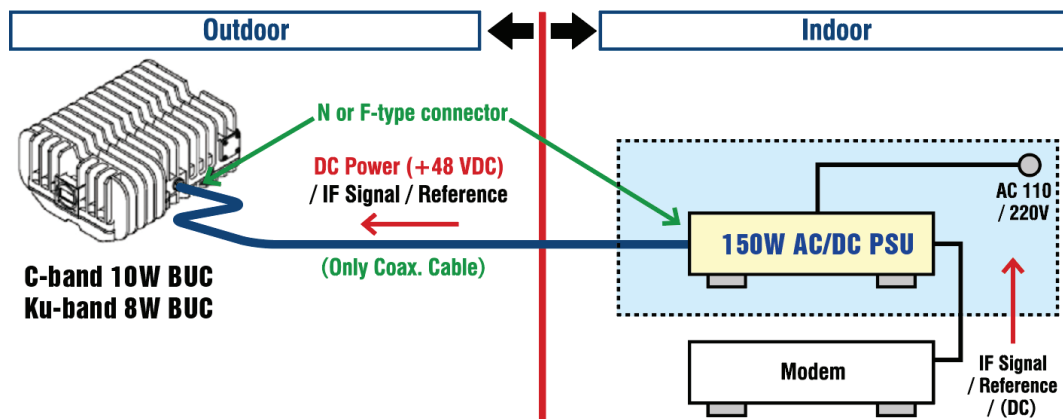 Outdoor
Indoor
N or F-type connector
DC Power (+48 VDC)
/ IF Signal / Reference
(Only Coax. Cable)
C-band 10W BUC
Ku-band 8W BUC
AC 110
/ 220V
150W AC/DC PSU
Modem
IF Signal
/ Reference
/ (DC)